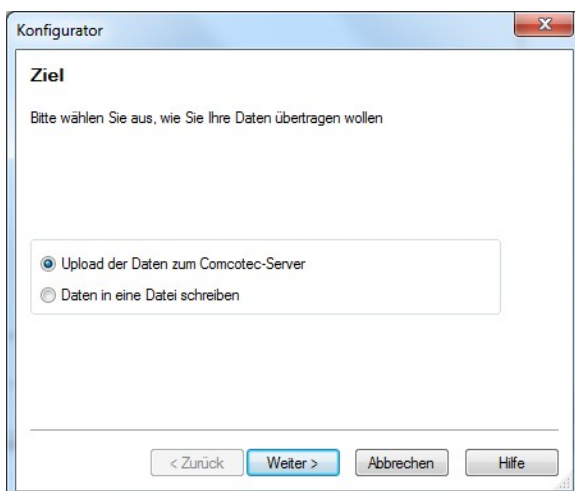 Konfigurator
Ziel
Bitte wählen Sie aus, wie Sie Ihre Daten übertragen wollen
Upload der Daten zum Comcotec-Server
Daten in eine Datei schreiben
< Zurück Weiter > Abbrechen Hilfe